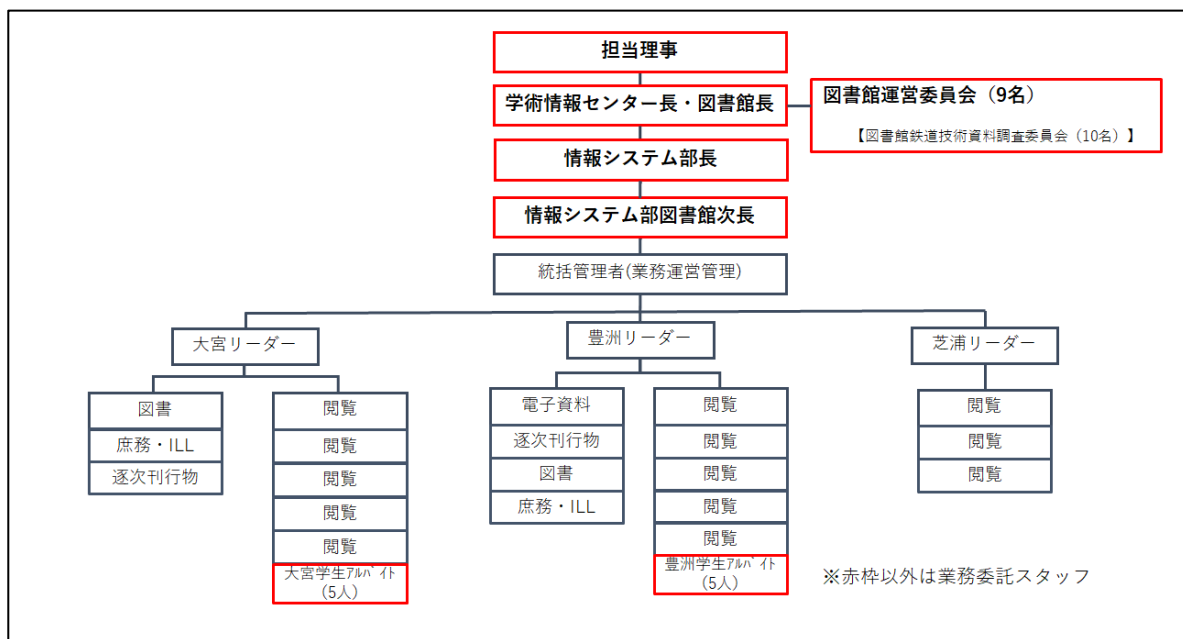 担当理事
学術情報センター長・図書館長
図書館運営委員会（9名）
【図書館鉄道技術資料調査委員会（10名）】
情報システム部長
情報システム部図書館次長
統括管理者(業務運営管理)
大宮リーダー
豊洲リーダー
芝浦リーダー
図書
庶務・ILL
逐次刊行物
閲覧
閲覧
閲覧
閲覧
閲覧
大宮学生ｱﾙﾊﾞｲﾄ
(5人)
電子資料
逐次刊行物
図書
庶務・ILL
閲覧
閲覧
閲覧
閲覧
閲覧
豊洲学生ｱﾙﾊﾞｲﾄ
(5人)
閲覧
閲覧
閲覧
※赤枠以外は業務委託スタッフ